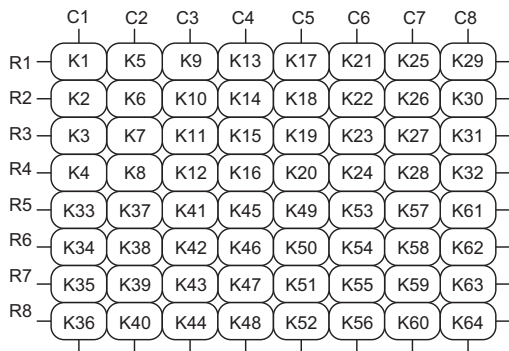 C1 C2 C3 C4 C5 C6 C7 C8
R1 K1 K5 K9 K13 K17 K21 K25 K29
R2 K2 K6 K10 K14 K18 K22 K26 K30
R3 K3 K7 K11 K15 K19 K23 K27 K31
R4 K4 K8 K12 K16 K20 K24 K28 K32
R5 K33 K37 K41 K45 K49 K53 K57 K61
R6 K34 K38 K42 K46 K50 K54 K58 K62
R7 K35 K39 K43 K47 K51 K55 K59 K63
R8 K36 K40 K44 K48 K52 K56 K60 K64